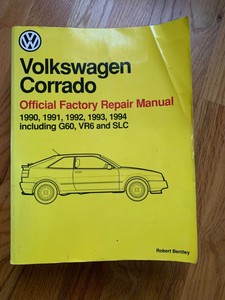 Volkswagen
Corrado
Official Factory Repair Manual
1990, 1991, 1992, 1993, 1994
including G60, VR6 and SLC
Robert Bentley